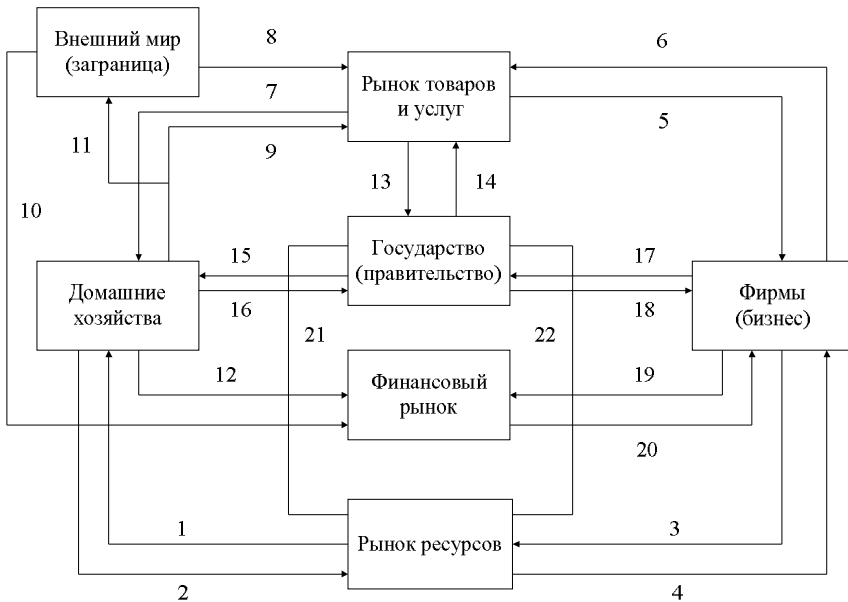 Внешний мир
(заграница)
8
6
7
Рынок товаров
и услуг
5
11
9
10
13
14
15
Государство
(правительство)
17
Домашние
хозяйства
Фирмы
(бизнес)
16
18
21
22
12
Финансовый
рынок
19
20
1
Рынок ресурсов
3
2
4